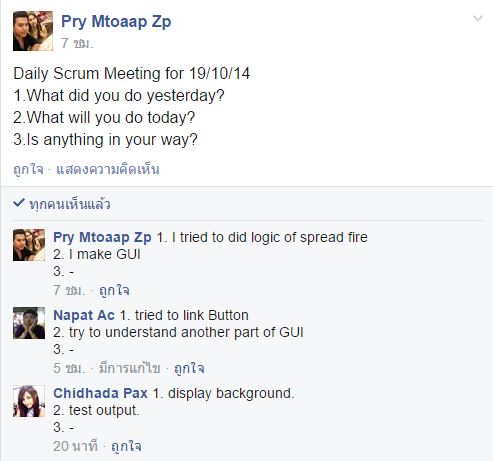 Pry Mtoaap Zp
7 ชม.
Daily Scrum Meeting for 19/10/14
1.What did you do yesterday?
2.What will you do today?
3.Is anything in your way?
ถูกใจ · แสดงความคิดเห็น
ทุกคนเห็นแล้ว
Pry Mtoaap Zp 1. I tried to did logic of spread fire
2. I make GUI
3. -
7 ชม. · ถูกใจ
Napat Ac 1. tried to link Button
2. try to understand another part of GUI
3. -
5 ชม. · มีการแก้ไข · ถูกใจ
Chidhada Pax 1. display background.
2. test output.
3. -
20 นาที · ถูกใจ